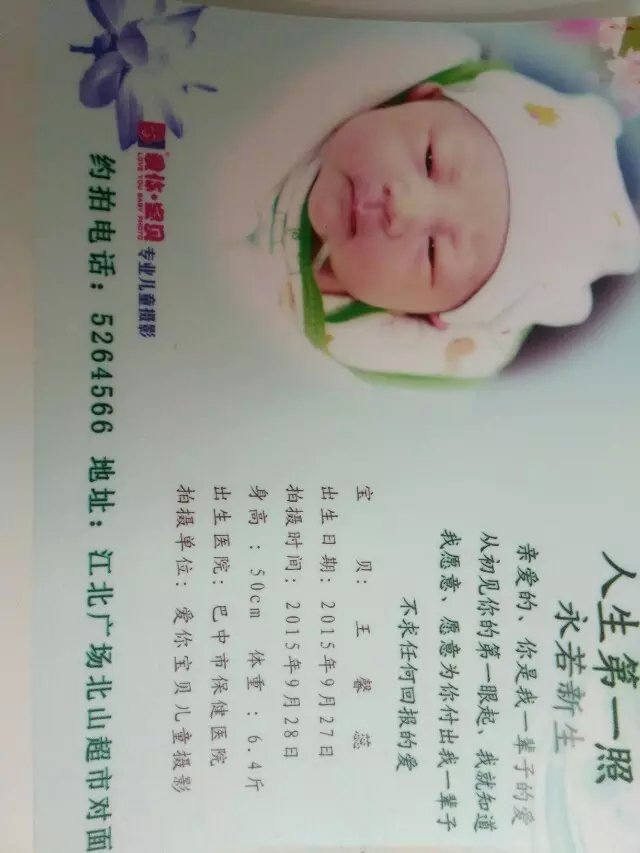 人生第一照
永若新生
亲爱的、你是我一辈子的爱
从初见你的第一眼起、我就知道
我愿意、愿意为你付出我一辈子
不求任何回报的爱
宝 贝：王 馨 蕊
出生日期：2015年9月27日
拍摄时间：2015年9月28日
身高：50cm 体重：6.4斤
出生医院：巴中市保健医院
拍摄单位：爱你宝贝儿童摄影
爱你·宝贝 专业儿童摄影
LOVE YOU BABY PHOTO
约拍电话：5264566 地址：江北广场北山超市对面